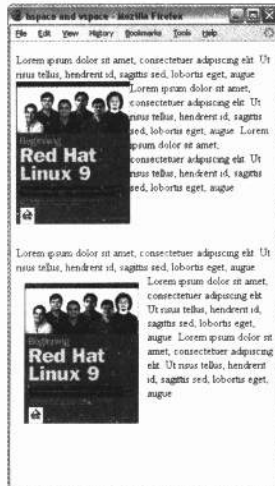 hspace and vspace - Mozilla Firefox
File Edit View History Bookmarks Tools Help
Lorem ipsum dolor sit amet, consectetuer adipiscing elit. Ut
risus tellus, hendrerit id, sagittis sed, lobortis eget, augue
Lorem ipsum dolor sit amet,
consectetuer adipiscing elit. Ut
risus tellus, hendrerit id, sagittis
sed, lobortis eget, augue. Lorem
ipsum dolor sit amet,
consectetuer adipiscing elit. Ut
risus tellus, hendrerit id, sagittis
sed, lobortis eget, augue
Beginning
Red Hat
Linux 9
Lorem ipsum dolor sit amet, consectetuer adipiscing elit. Ut
risus tellus, hendrerit id, sagittis sed, lobortis eget, augue
Lorem ipsum dolor sit amet,
consectetuer adipiscing elit.
Ut risus tellus, hendrerit id,
sagittis sed, lobortis eget,
augue. Lorem ipsum dolor sit
amet, consectetuer adipiscing
elit. Ut risus tellus, hendrerit
id, sagittis sed, lobortis eget,
augue
Beginning
Red Hat
Linux 9